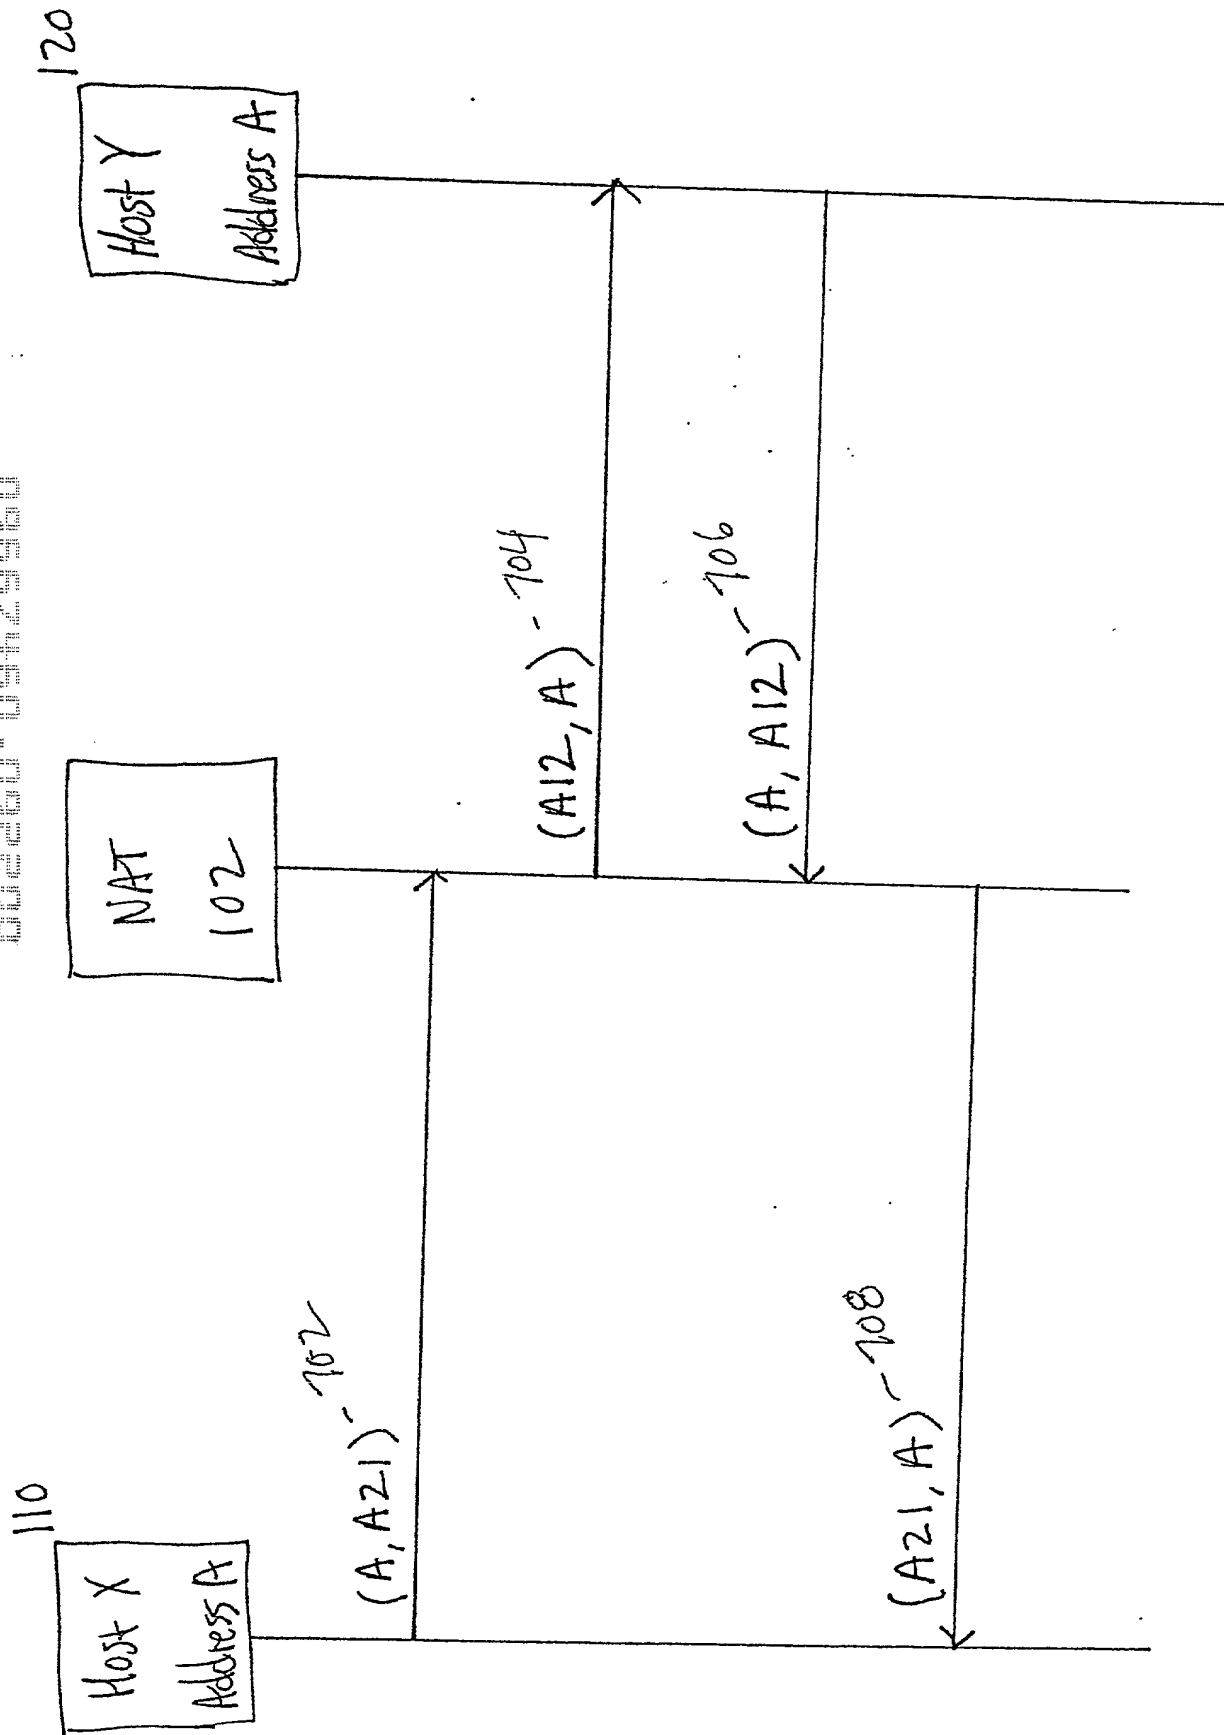 110
Host X
Address A
NAT
102
120
Host Y
Address A
(A, A21) - 702
(A12, A) - 704
(A, A12) - 706
(A21, A) - 708